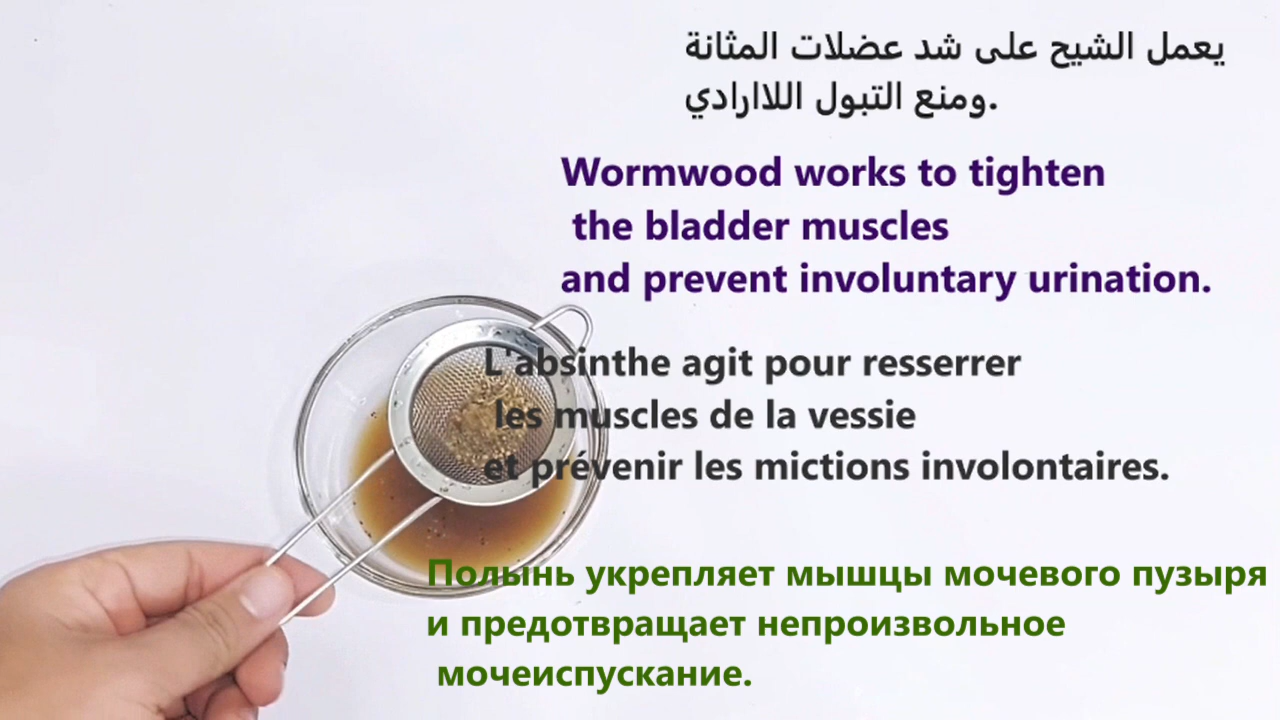 يعمل الشيح على شد عضلات المثانة
ومنع التبول اللاارادي.
Wormwood works to tighten
the bladder muscles
and prevent involuntary urination.
L'absinthe agit pour resserrer
les muscles de la vessie
et prévenir les mictions involontaires.
Полынь укрепляет мышцы мочевого пузыря
и предотвращает непроизвольное
мочеиспускание.